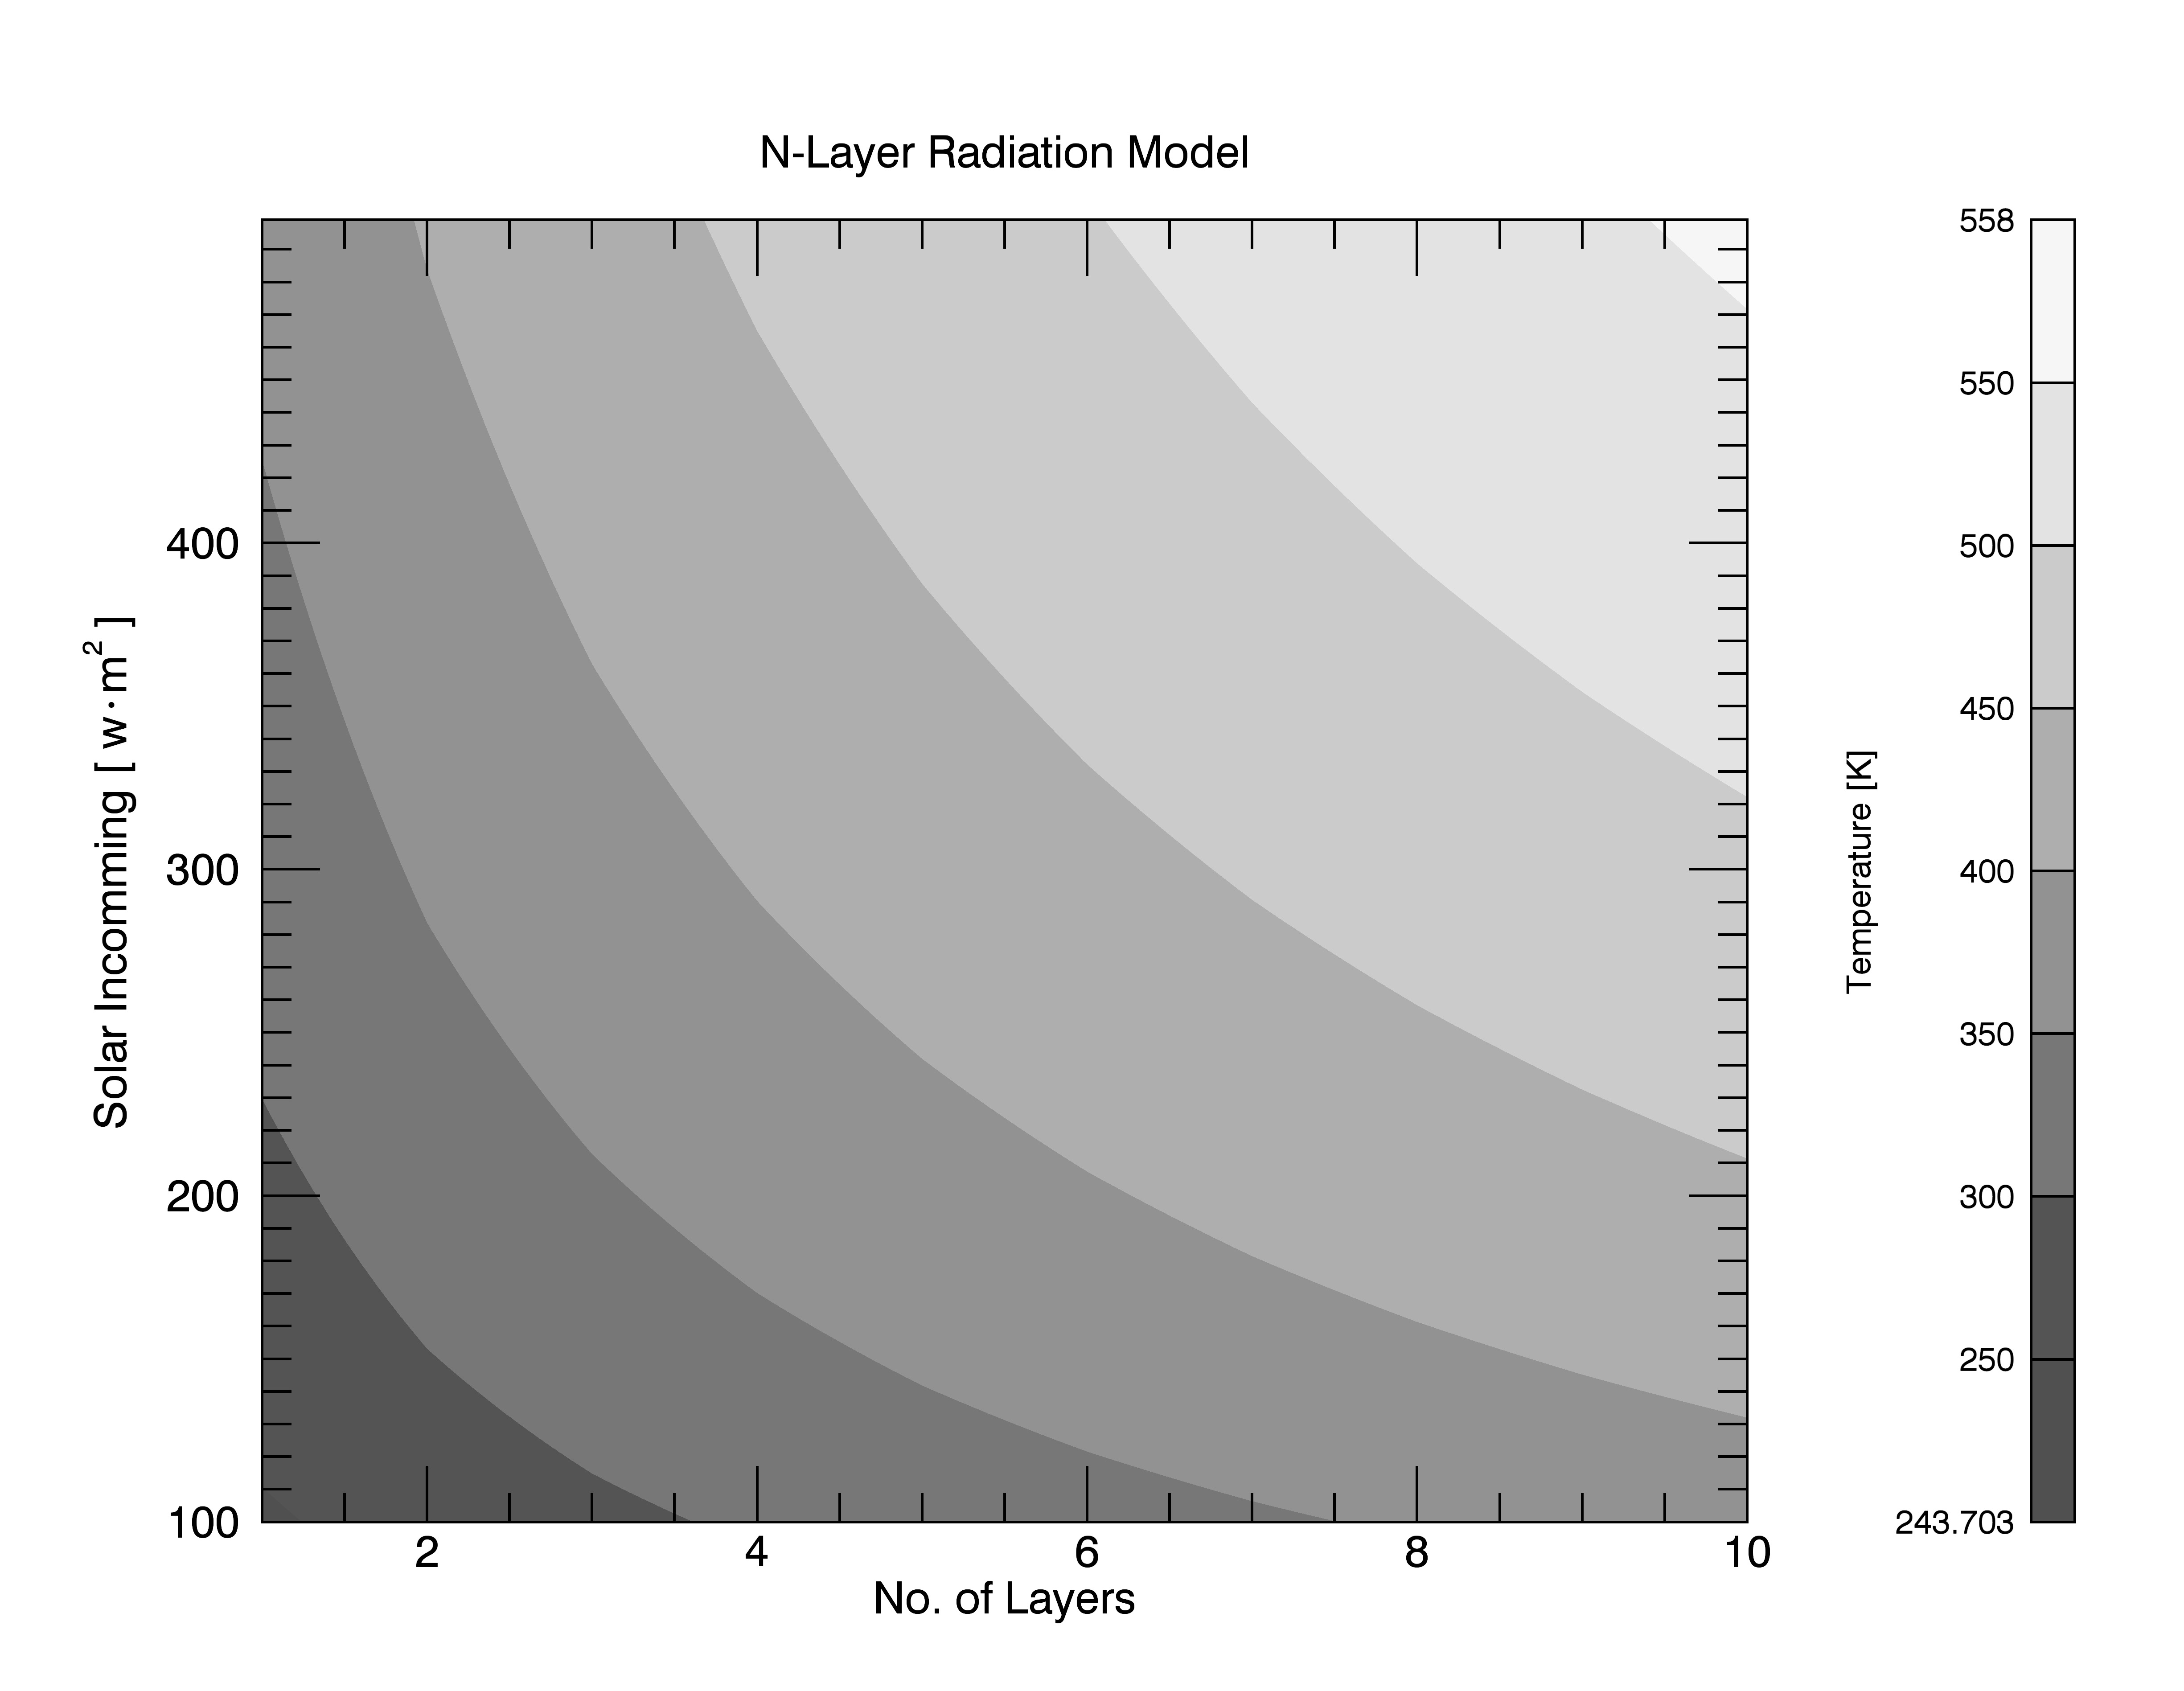 N-Layer Radiation Model
Solar Incomming [ w·m² ]
400
300
200
100
2 4 6 8 10
No. of Layers
Temperature [K]
558
550
500
450
400
350
300
250
243.703